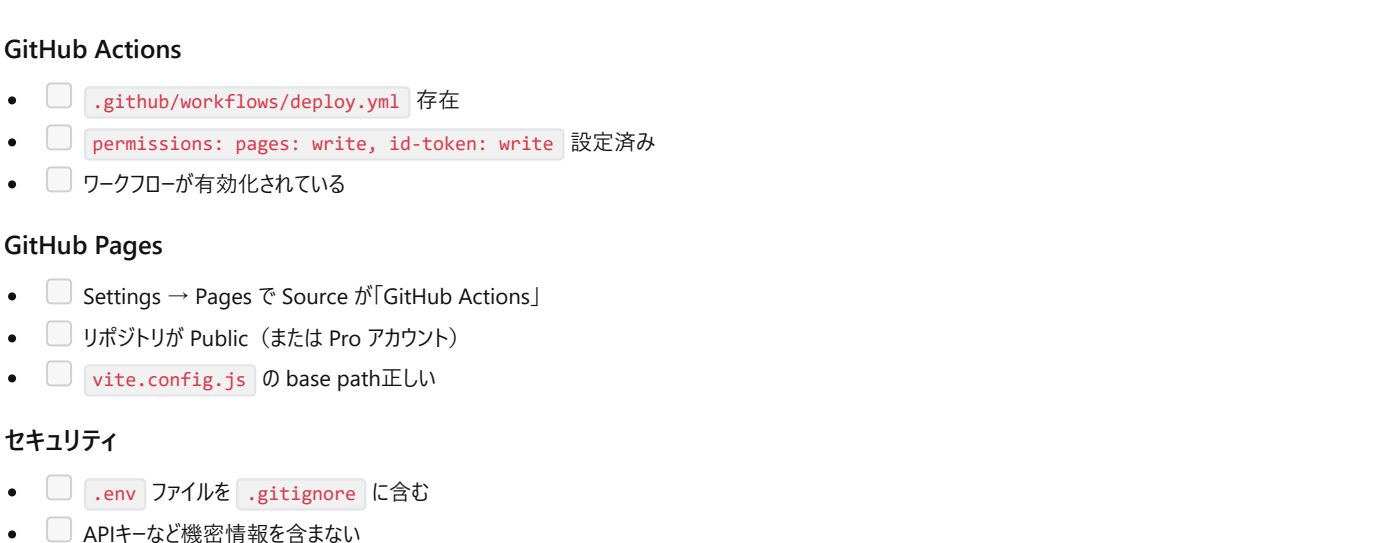 GitHub Actions
.github/workflows/deploy.yml 存在
permissions: pages: write, id-token: write 設定済み
ワークフローが有効化されている
GitHub Pages
Settings → Pages で Source が「GitHub Actions」
リポジトリが Public（または Pro アカウント）
vite.config.js の base path正しい
セキュリティ
.env ファイルを .gitignore に含む
APIキーなど機密情報を含まない